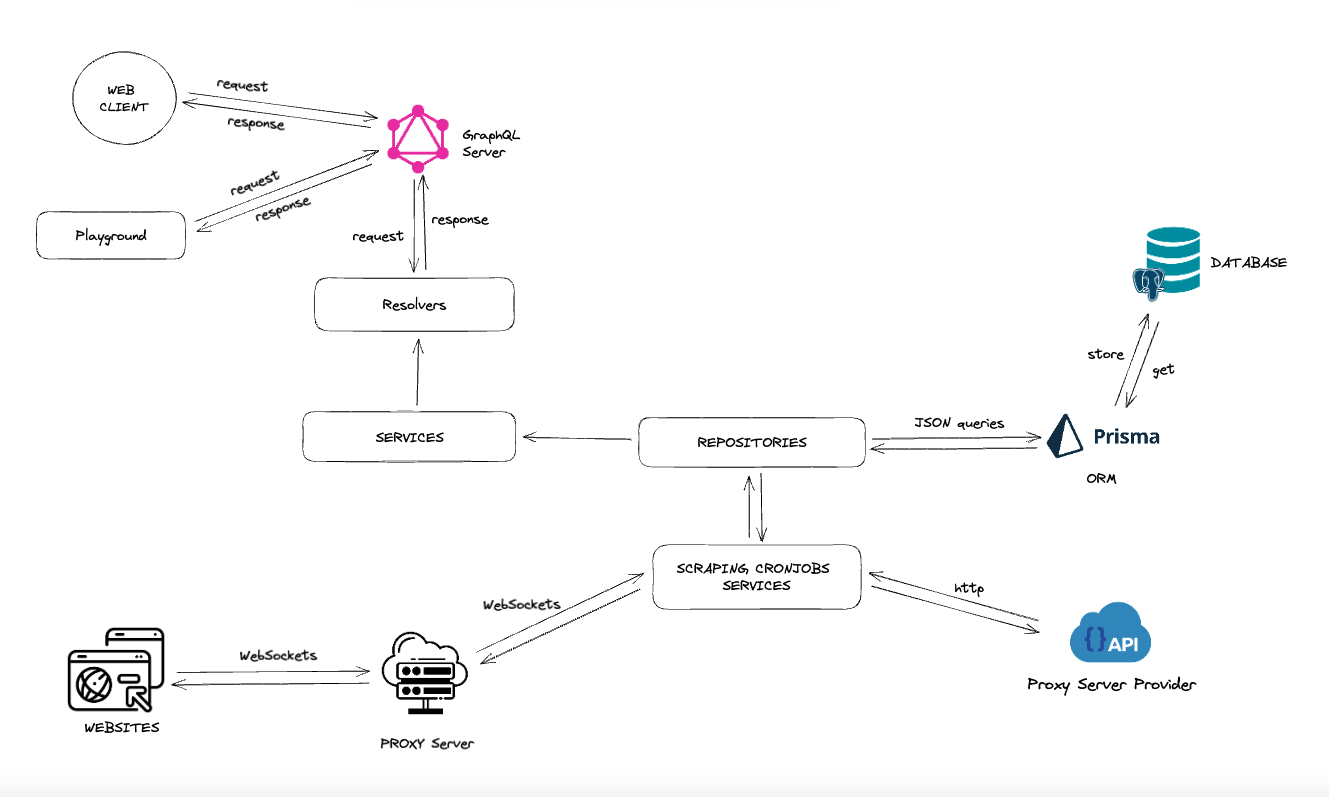 WEB
CLIENT
request
response
GraphQL
Server
request
response
Playground
request
response
Resolvers
DATABASE
store
get
SERVICES
REPOSITORIES
JSON queries
Prisma
ORM
SCRAPING, CRONJOBS
SERVICES
WebSockets
http
{} API
Proxy Server Provider
WebSockets
WEBSITES
PROXY Server